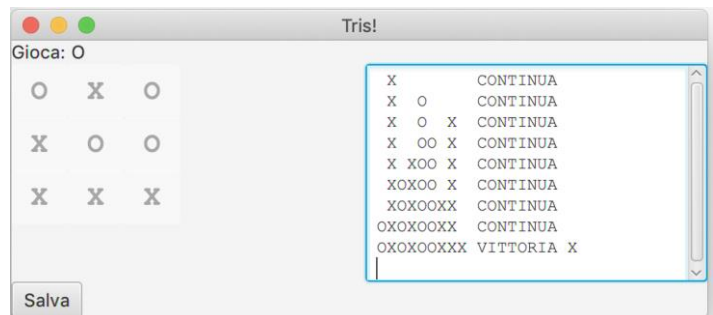 Tris!
Gioca: O
O X O
X O O
X X X
 X        CONTINUA
 X  O     CONTINUA
 X  O  X  CONTINUA
 X  OO X  CONTINUA
 X XOO X  CONTINUA
 XOXOO X  CONTINUA
 XOXOOXX  CONTINUA
OXOXOOXX  CONTINUA
OXOXOOXXX VITTORIA X
Salva